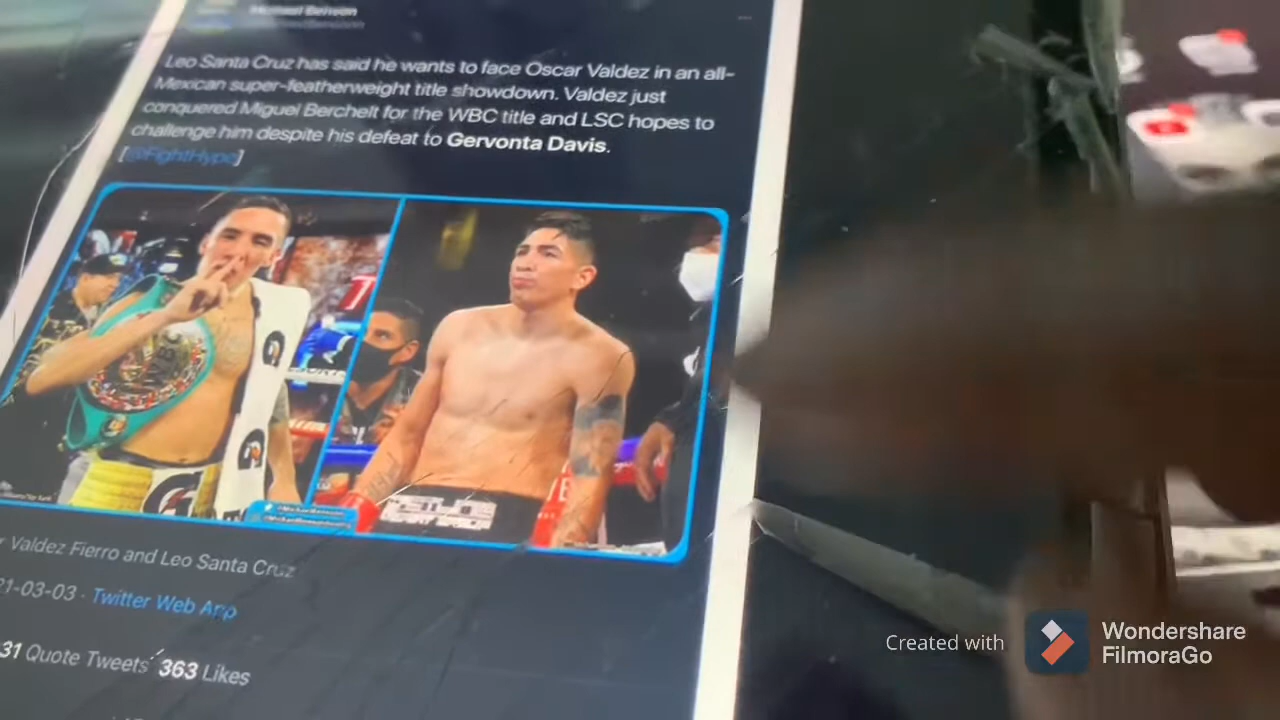 Michael Benson
Leo Santa Cruz has said he wants to face Oscar Valdez in an all-
Mexican super-featherweight title showdown. Valdez just
conquered Miguel Berchelt for the WBC title and LSC hopes to
challenge him despite his defeat to Gervonta Davis.
[@FightHype]
WBC
r Valdez Fierro and Leo Santa Cruz
21-03-03 · Twitter Web App
31 Quote Tweets 363 Likes
Created with
Wondershare
FilmoraGo